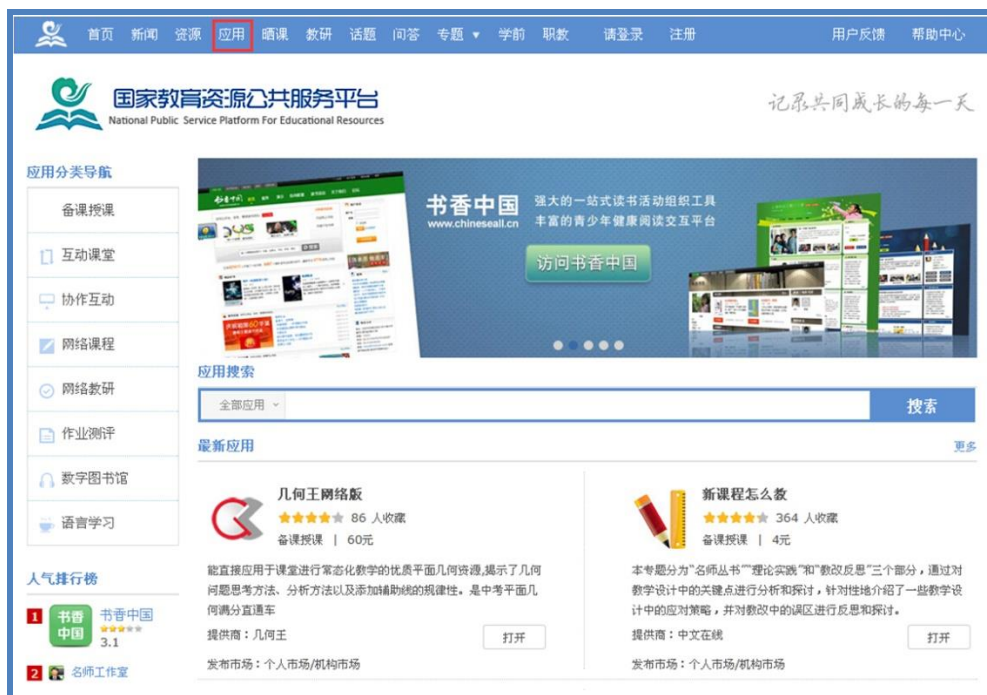 首页 新闻 资源 应用 晒课 教研 话题 问答 专题 ▼ 学前 职教 请登录 注册 用户反馈 帮助中心
国家教育资源公共服务平台
National Public Service Platform For Educational Resources
记录共同成长的每一天
应用分类导航
备课授课
互动课堂
协作互动
网络课程
网络教研
作业测评
数字图书馆
语言学习
书香中国
www.chineseall.cn
强大的一站式读书活动组织工具
丰富的青少年健康阅读交互平台
访问书香中国
应用搜索
全部应用
搜索
最新应用
更多
几何王网络版
86 人收藏
备课授课 | 60元
能直接应用于课堂进行常态化教学的优质平面几何资源,揭示了几何
问题思考方法、分析方法以及添加辅助线的规律性。是中考平面几
何满分直通车
提供商：几何王
打开
发布市场：个人市场/机构市场
新课程怎么教
364 人收藏
备课授课 | 4元
本专题分为"名师丛书""理论实践"和"教改反思"三个部分，通过对
教学设计中的关键点进行分析和探讨，针对性地介绍了一些教学设
计中的应对策略，并对教改中的误区进行反思和探讨。
提供商：中文在线
打开
发布市场：个人市场/机构市场
人气排行榜
1
书香
中国
书香中国
3.1
2
名师工作室